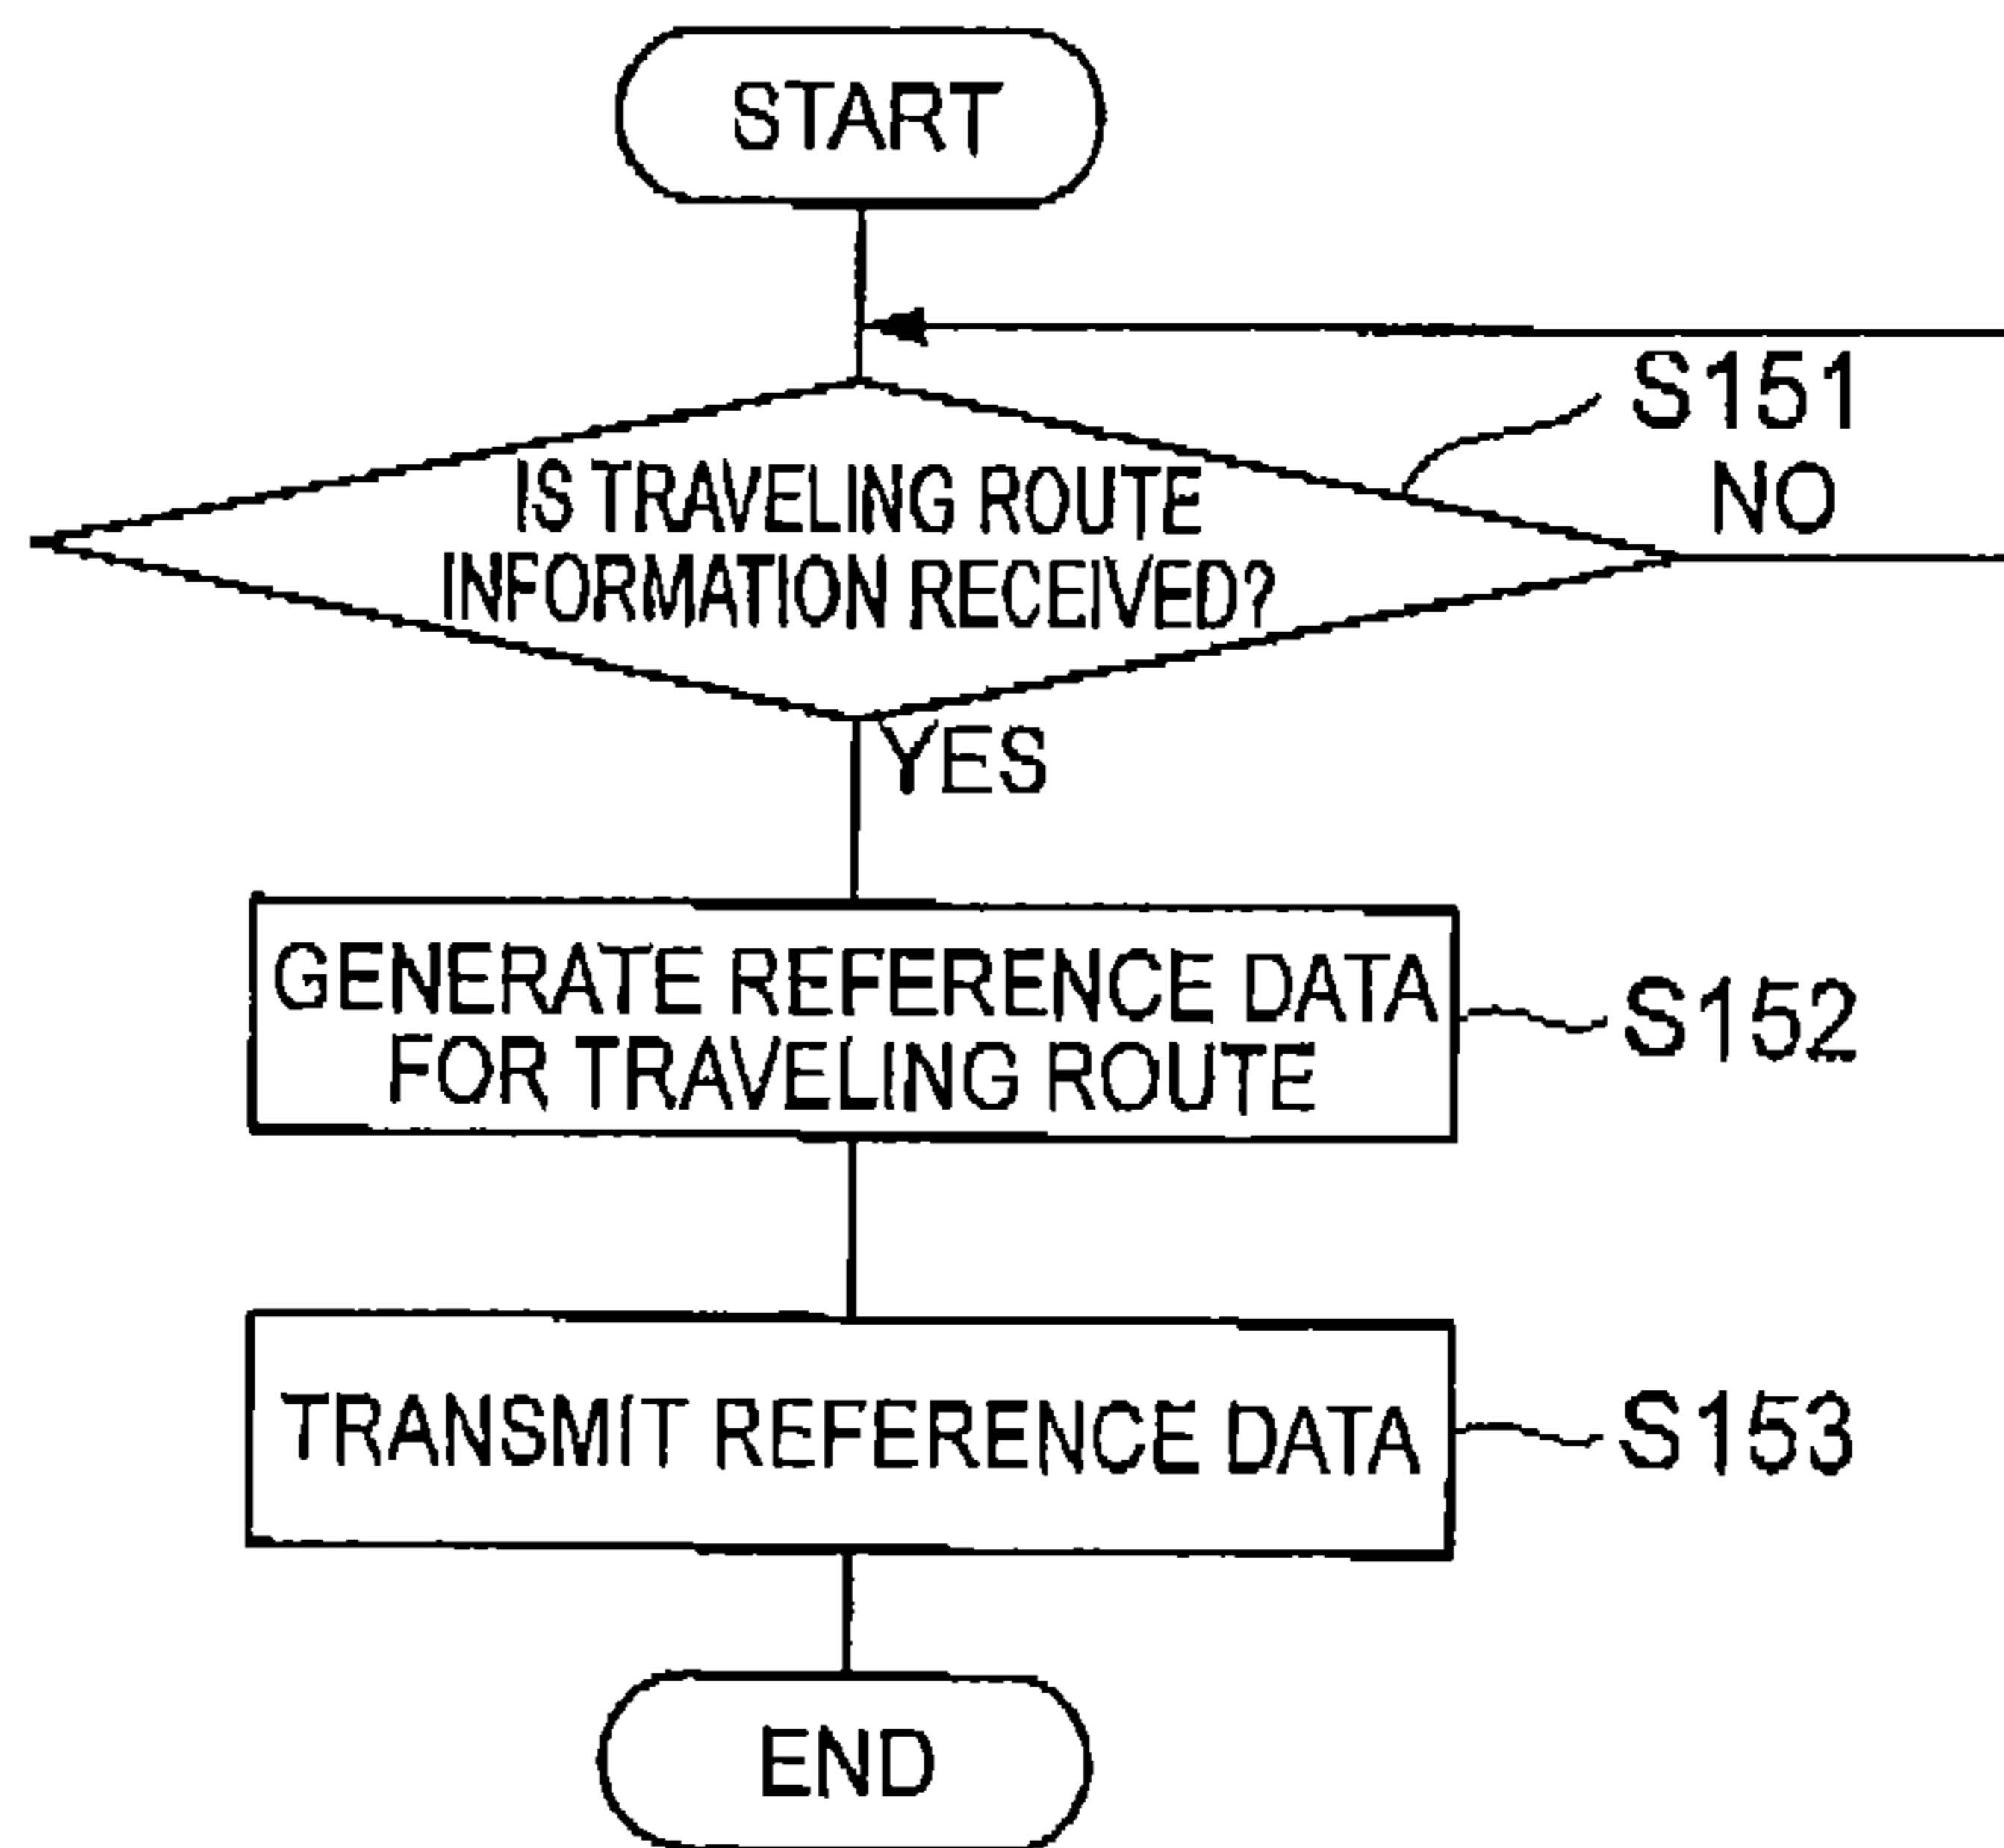 START
S151
IS TRAVELING ROUTE
INFORMATION RECEIVED?
NO
YES
GENERATE REFERENCE DATA
FOR TRAVELING ROUTE
S152
TRANSMIT REFERENCE DATA
S153
END